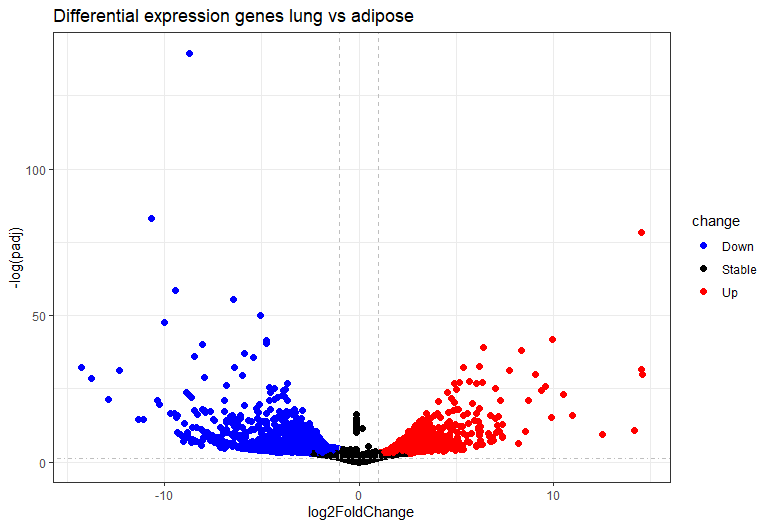 Differential expression genes lung vs adipose
-log(padj)
100
50
0
-10
0
10
log2FoldChange
change
Down
Stable
Up